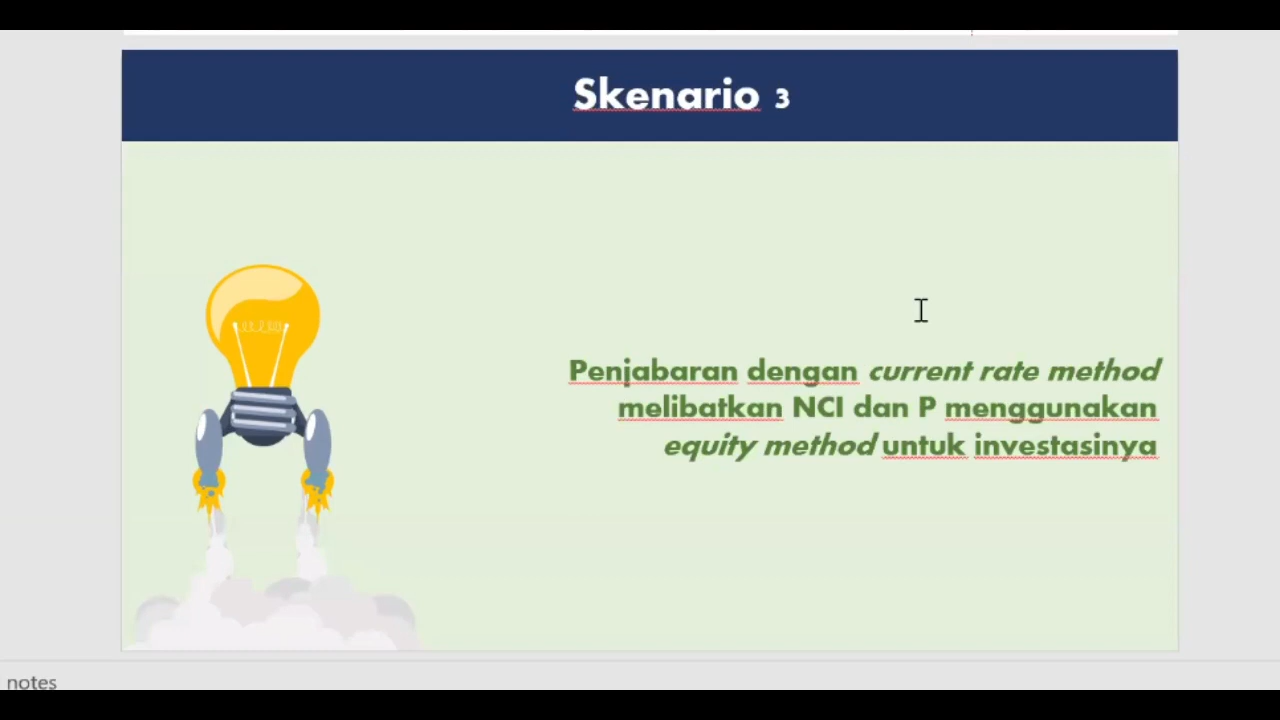 Skenario 3
Penjabaran dengan current rate method
melibatkan NCI dan P menggunakan
equity method untuk investasinya
notes